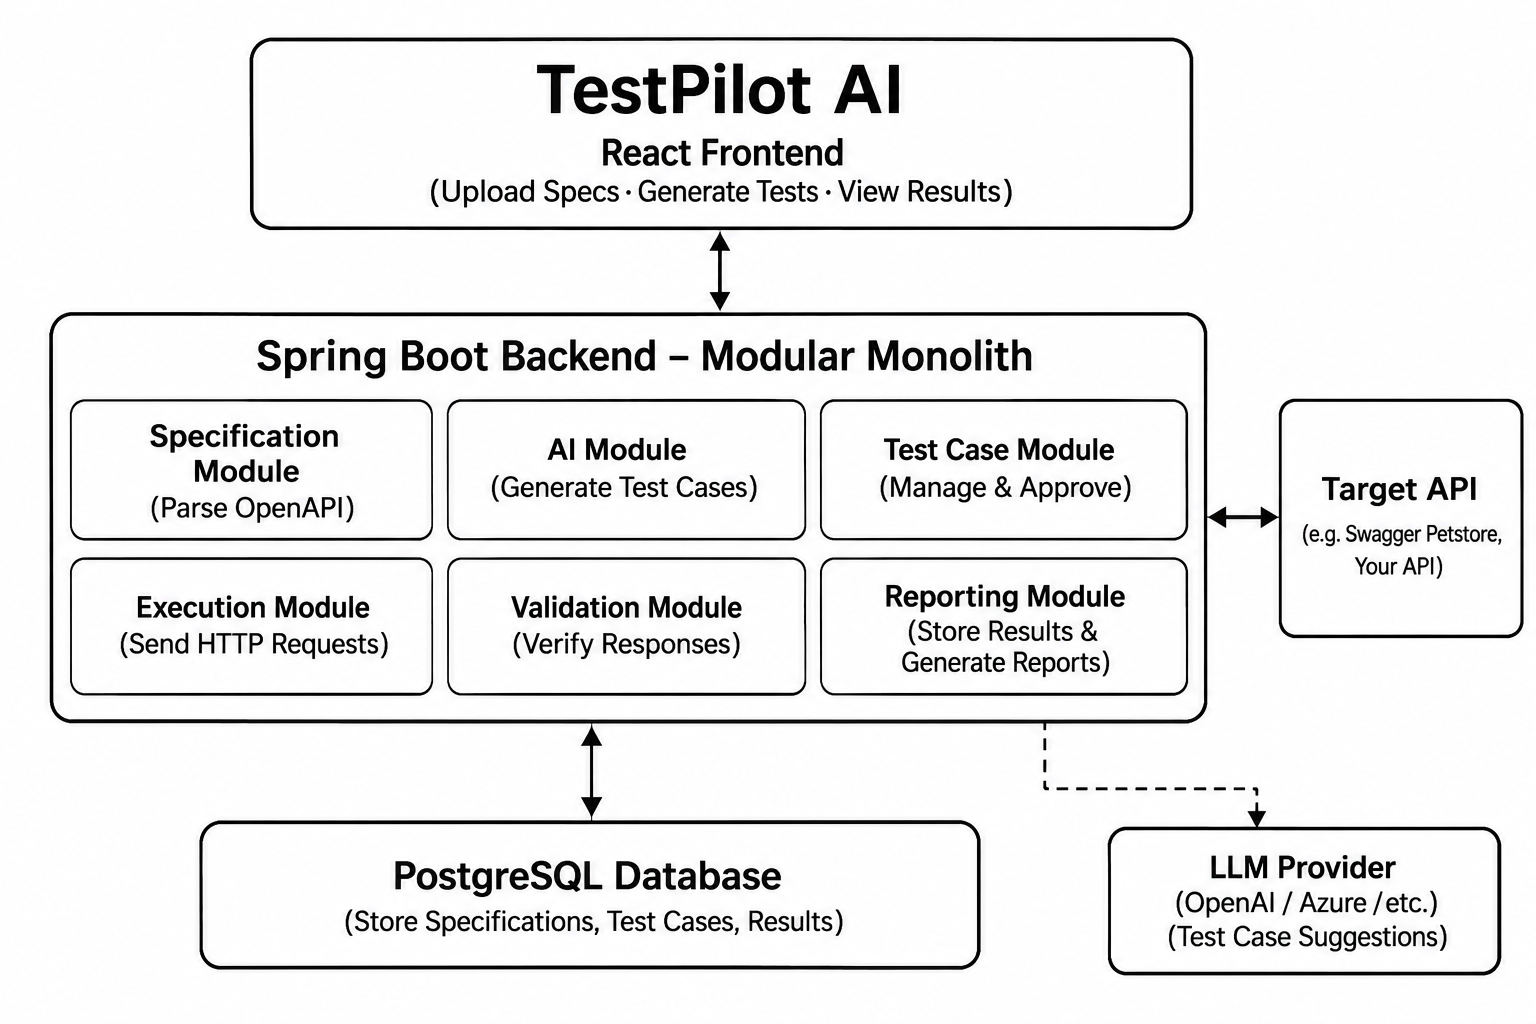 TestPilot AI
React Frontend
(Upload Specs · Generate Tests · View Results)
Spring Boot Backend – Modular Monolith
Specification
Module
(Parse OpenAPI)
AI Module
(Generate Test Cases)
Test Case Module
(Manage & Approve)
Execution Module
(Send HTTP Requests)
Validation Module
(Verify Responses)
Reporting Module
(Store Results &
Generate Reports)
Target API
(e.g. Swagger Petstore,
Your API)
PostgreSQL Database
(Store Specifications, Test Cases, Results)
LLM Provider
(OpenAI / Azure / etc.)
(Test Case Suggestions)